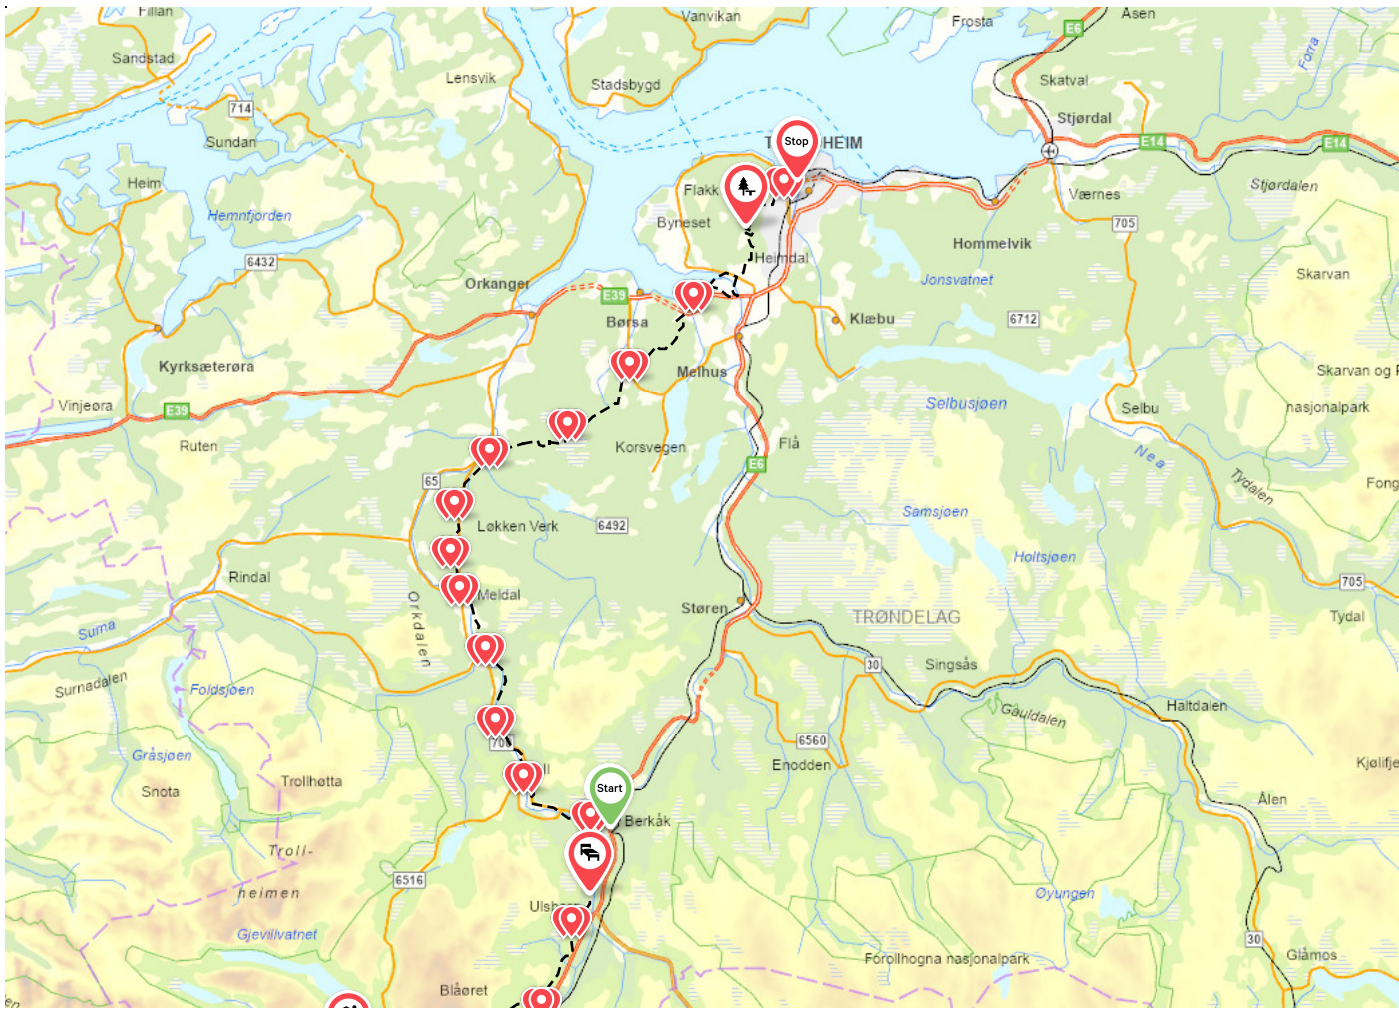 Fillan
Vanvikan
Åsen
Frosta
E6
Sandstad
Forra
Lensvik
Stadsbygd
Skatval
714
Stjørdal
Sundan
Stop
HEIM
E14
E14
Heim
Flakk
Værnes
Stjørdalen
Hemnfjorden
Byneset
705
Hommelvik
6432
Heimdal
Skarvan
Orkanger
Jonsvatnet
E39
Børsa
Klæbu
6712
Kyrksæterøra
Melhus
Skarvan og
Vinjeøra
E39
Selbusjøen
Selbu
nasjonalpark
Ruten
Korsvegen
Flå
Nea
E6
65
Tydalen
Fong
Løkken Verk
6492
Samsjøen
Holtsjøen
Rindal
705
Meldal
Orkdalen
Støren
TRØNDELAG
Tydal
Surna
30
Singsås
Surnadalen
Foldsjøen
Haltdalen
Gauldalen
6560
Gråsjøen
Enodden
Trollhøtta
Snota
Start
Ålen
Berkåk
Troll-
6516
heimen
Øyungen
Gjevillvatnet
30
Forollhogna nasjonalpark
Glåmos
Blåøret